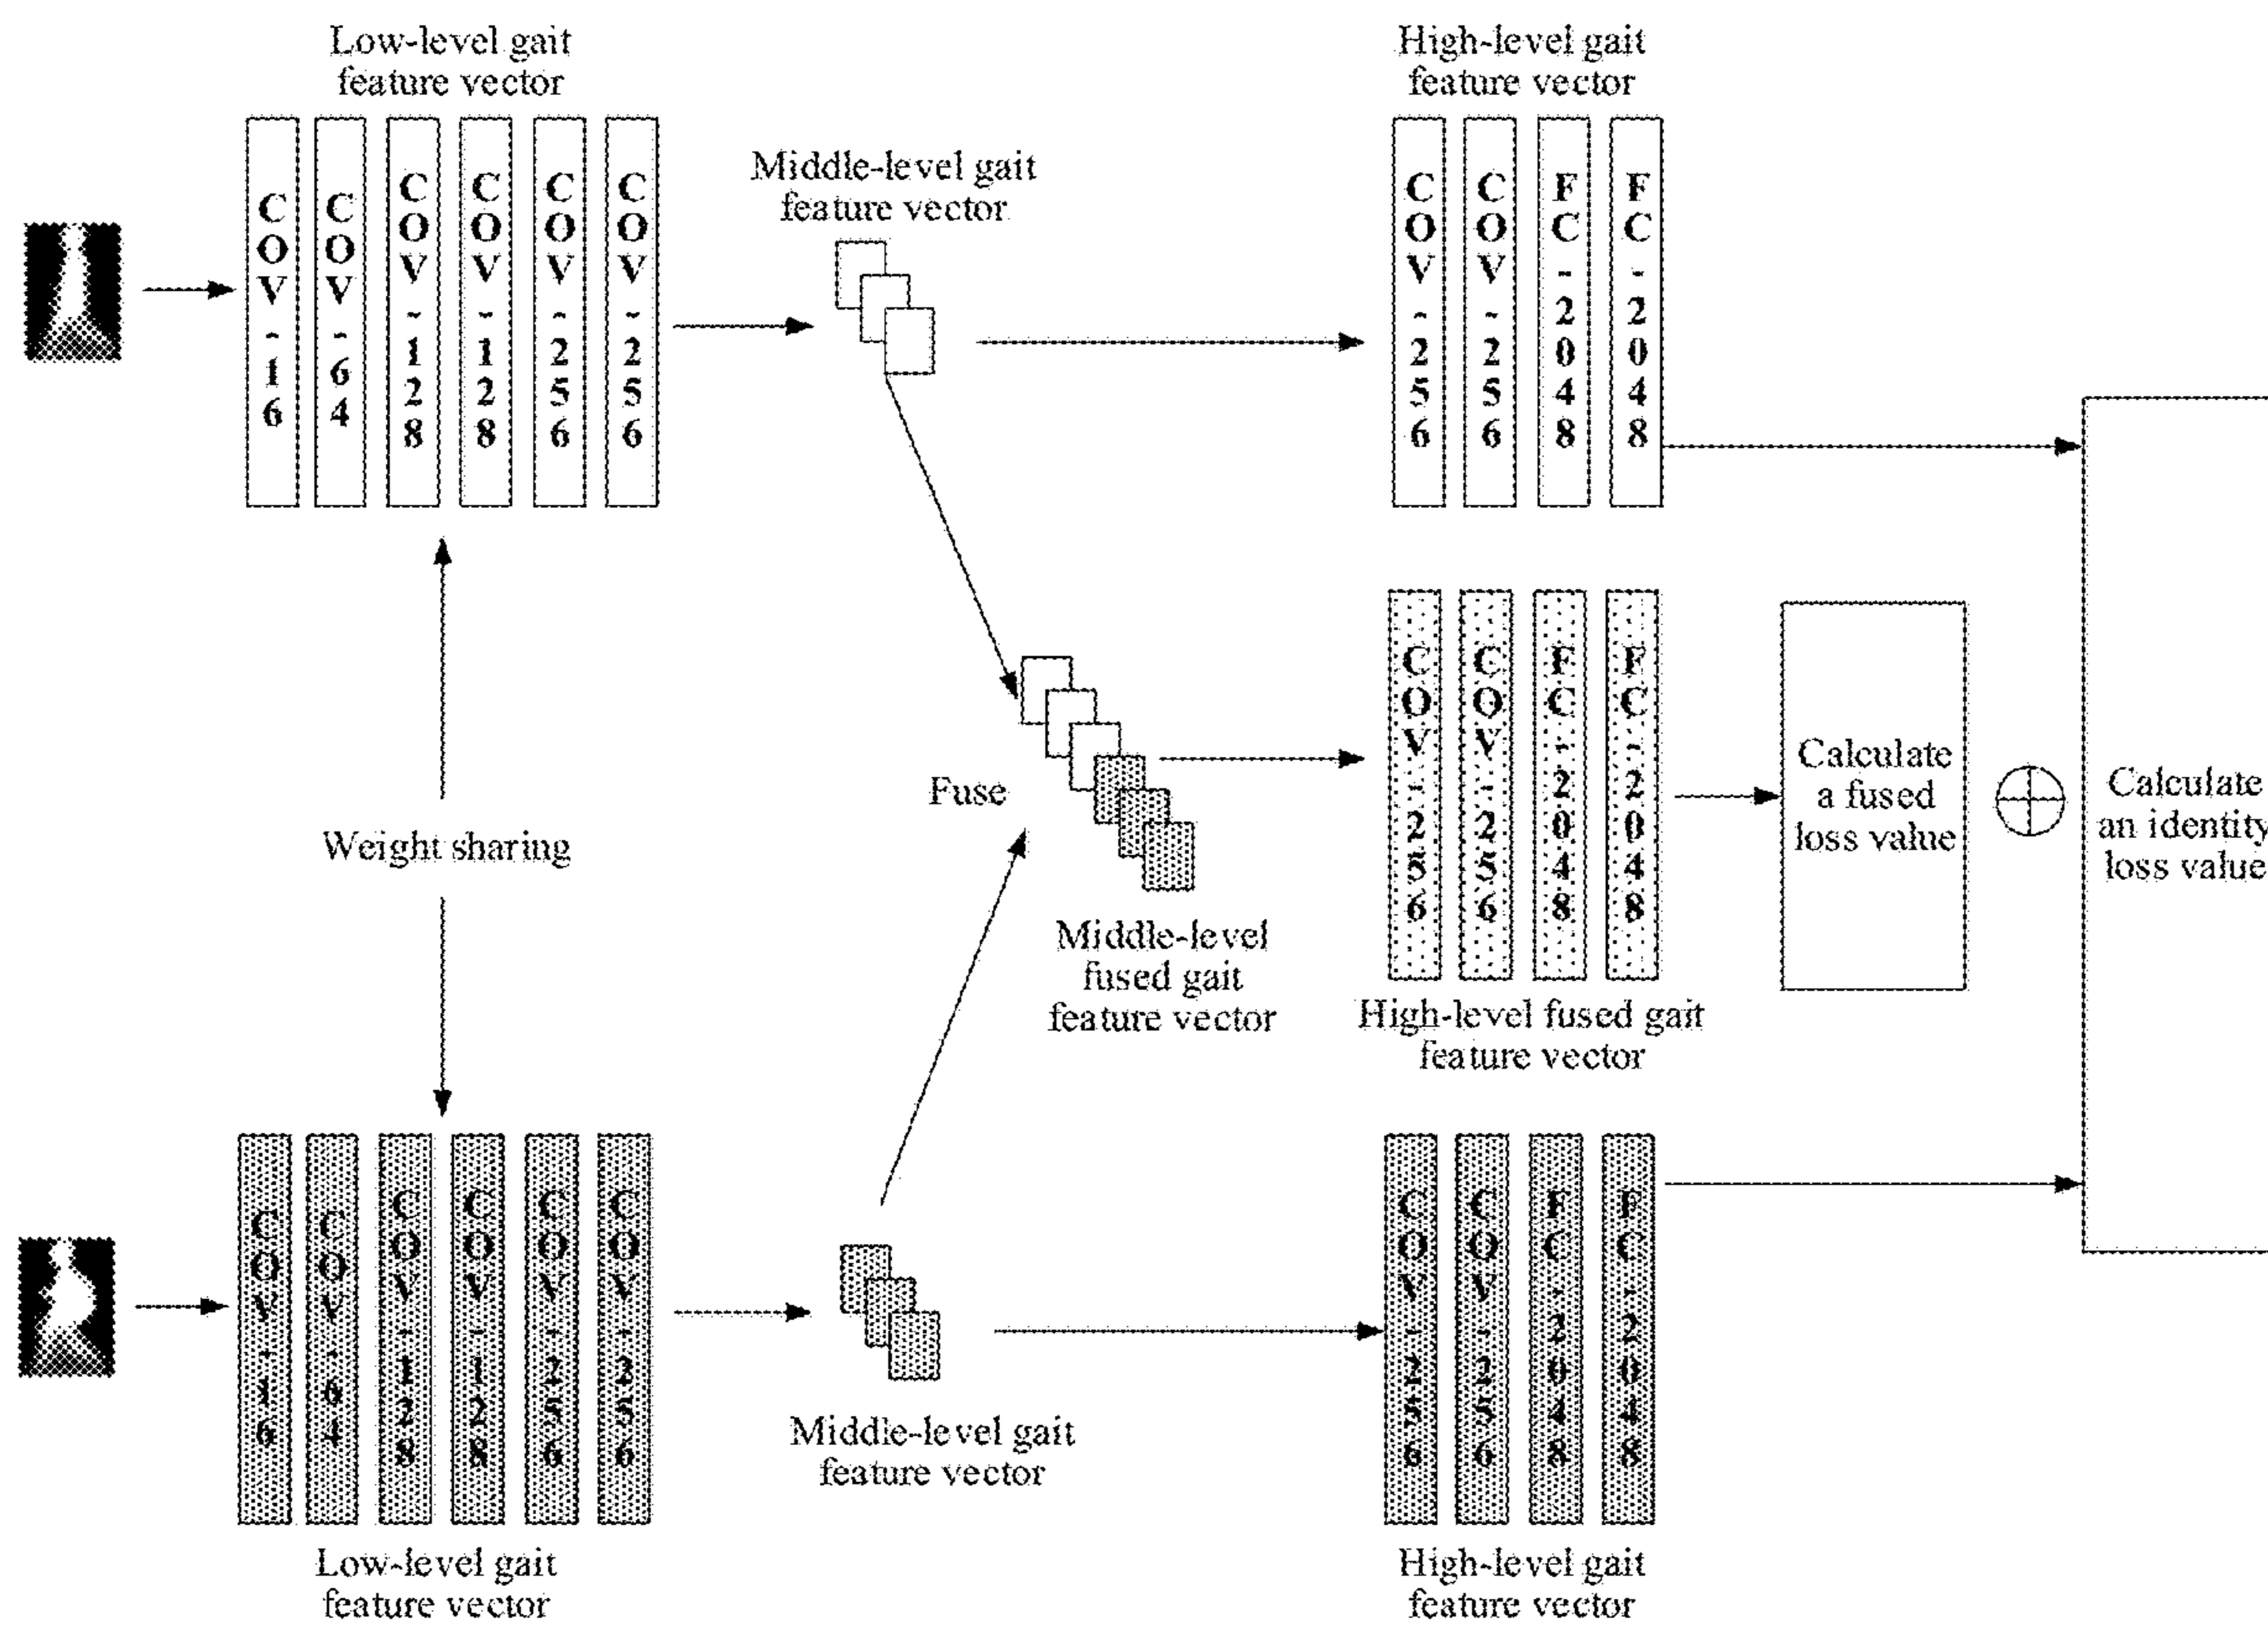 Low-level gait
feature vector
COV-16
COV-64
COV-128
COV-128
COV-256
COV-256
Middle-level gait
feature vector
High-level gait
feature vector
COV-256
COV-256
FC-2048
FC-2048
Weight sharing
Fuse
Middle-level
fused gait
feature vector
COV-256
COV-256
FC-2048
FC-2048
High-level fused gait
feature vector
Calculate
a fused
loss value
Calculate
an identity
loss value
COV-16
COV-64
COV-128
COV-128
COV-256
COV-256
Low-level gait
feature vector
Middle-level gait
feature vector
COV-256
COV-256
FC-2048
FC-2048
High-level gait
feature vector